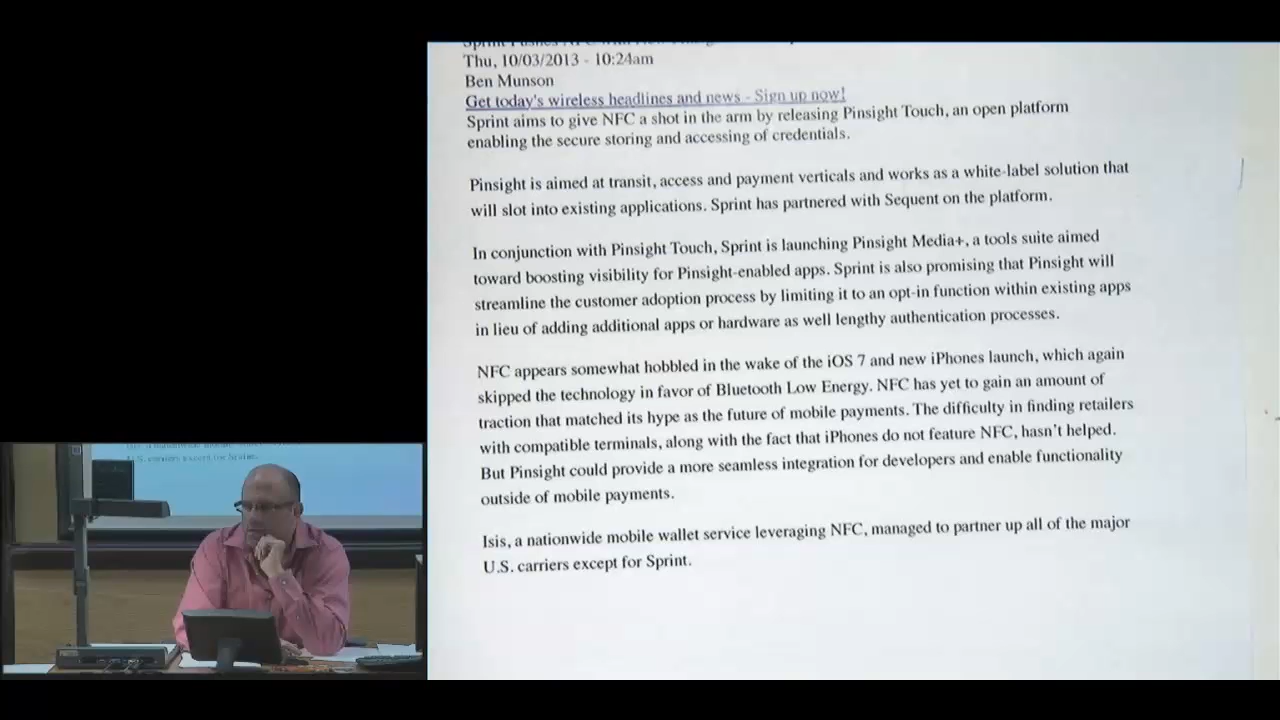 Thu, 10/03/2013 - 10:24am
Ben Munson
Get today's wireless headlines and news - Sign up now!
Sprint aims to give NFC a shot in the arm by releasing Pinsight Touch, an open platform
enabling the secure storing and accessing of credentials.
Pinsight is aimed at transit, access and payment verticals and works as a white-label solution that
will slot into existing applications. Sprint has partnered with Sequent on the platform.
In conjunction with Pinsight Touch, Sprint is launching Pinsight Media+, a tools suite aimed
toward boosting visibility for Pinsight-enabled apps. Sprint is also promising that Pinsight will
streamline the customer adoption process by limiting it to an opt-in function within existing apps
in lieu of adding additional apps or hardware as well lengthy authentication processes.
NFC appears somewhat hobbled in the wake of the iOS 7 and new iPhones launch, which again
skipped the technology in favor of Bluetooth Low Energy. NFC has yet to gain an amount of
traction that matched its hype as the future of mobile payments. The difficulty in finding retailers
with compatible terminals, along with the fact that iPhones do not feature NFC, hasn't helped.
But Pinsight could provide a more seamless integration for developers and enable functionality
outside of mobile payments.
Isis, a nationwide mobile wallet service leveraging NFC, managed to partner up all of the major
U.S. carriers except for Sprint.
U.S. carriers except for Sprint.